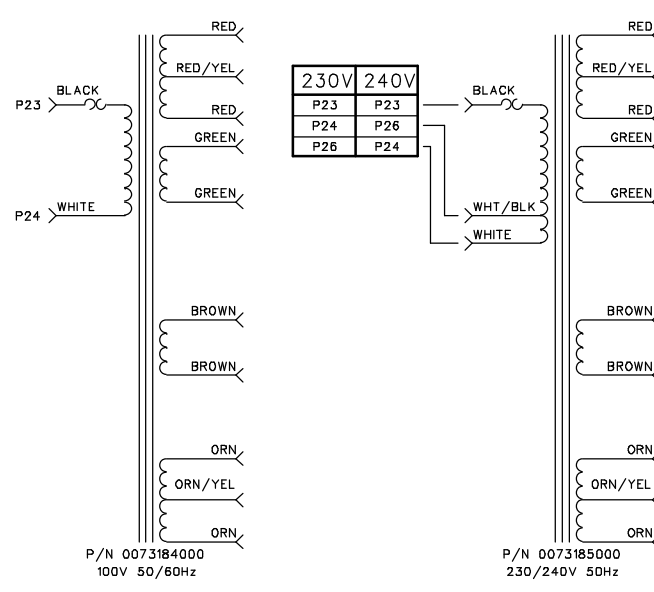 RED
RED/YEL
BLACK
P23
RED
GREEN
GREEN
WHITE
P24
BROWN
BROWN
ORN
ORN/YEL
ORN
P/N 0073184000
100V 50/60Hz
230V 240V
P23 P23
P24 P26
P26 P24
RED
RED/YEL
BLACK
RED
GREEN
GREEN
WHT/BLK
WHITE
BROWN
BROWN
ORN
ORN/YEL
ORN
P/N 0073185000
230/240V 50Hz